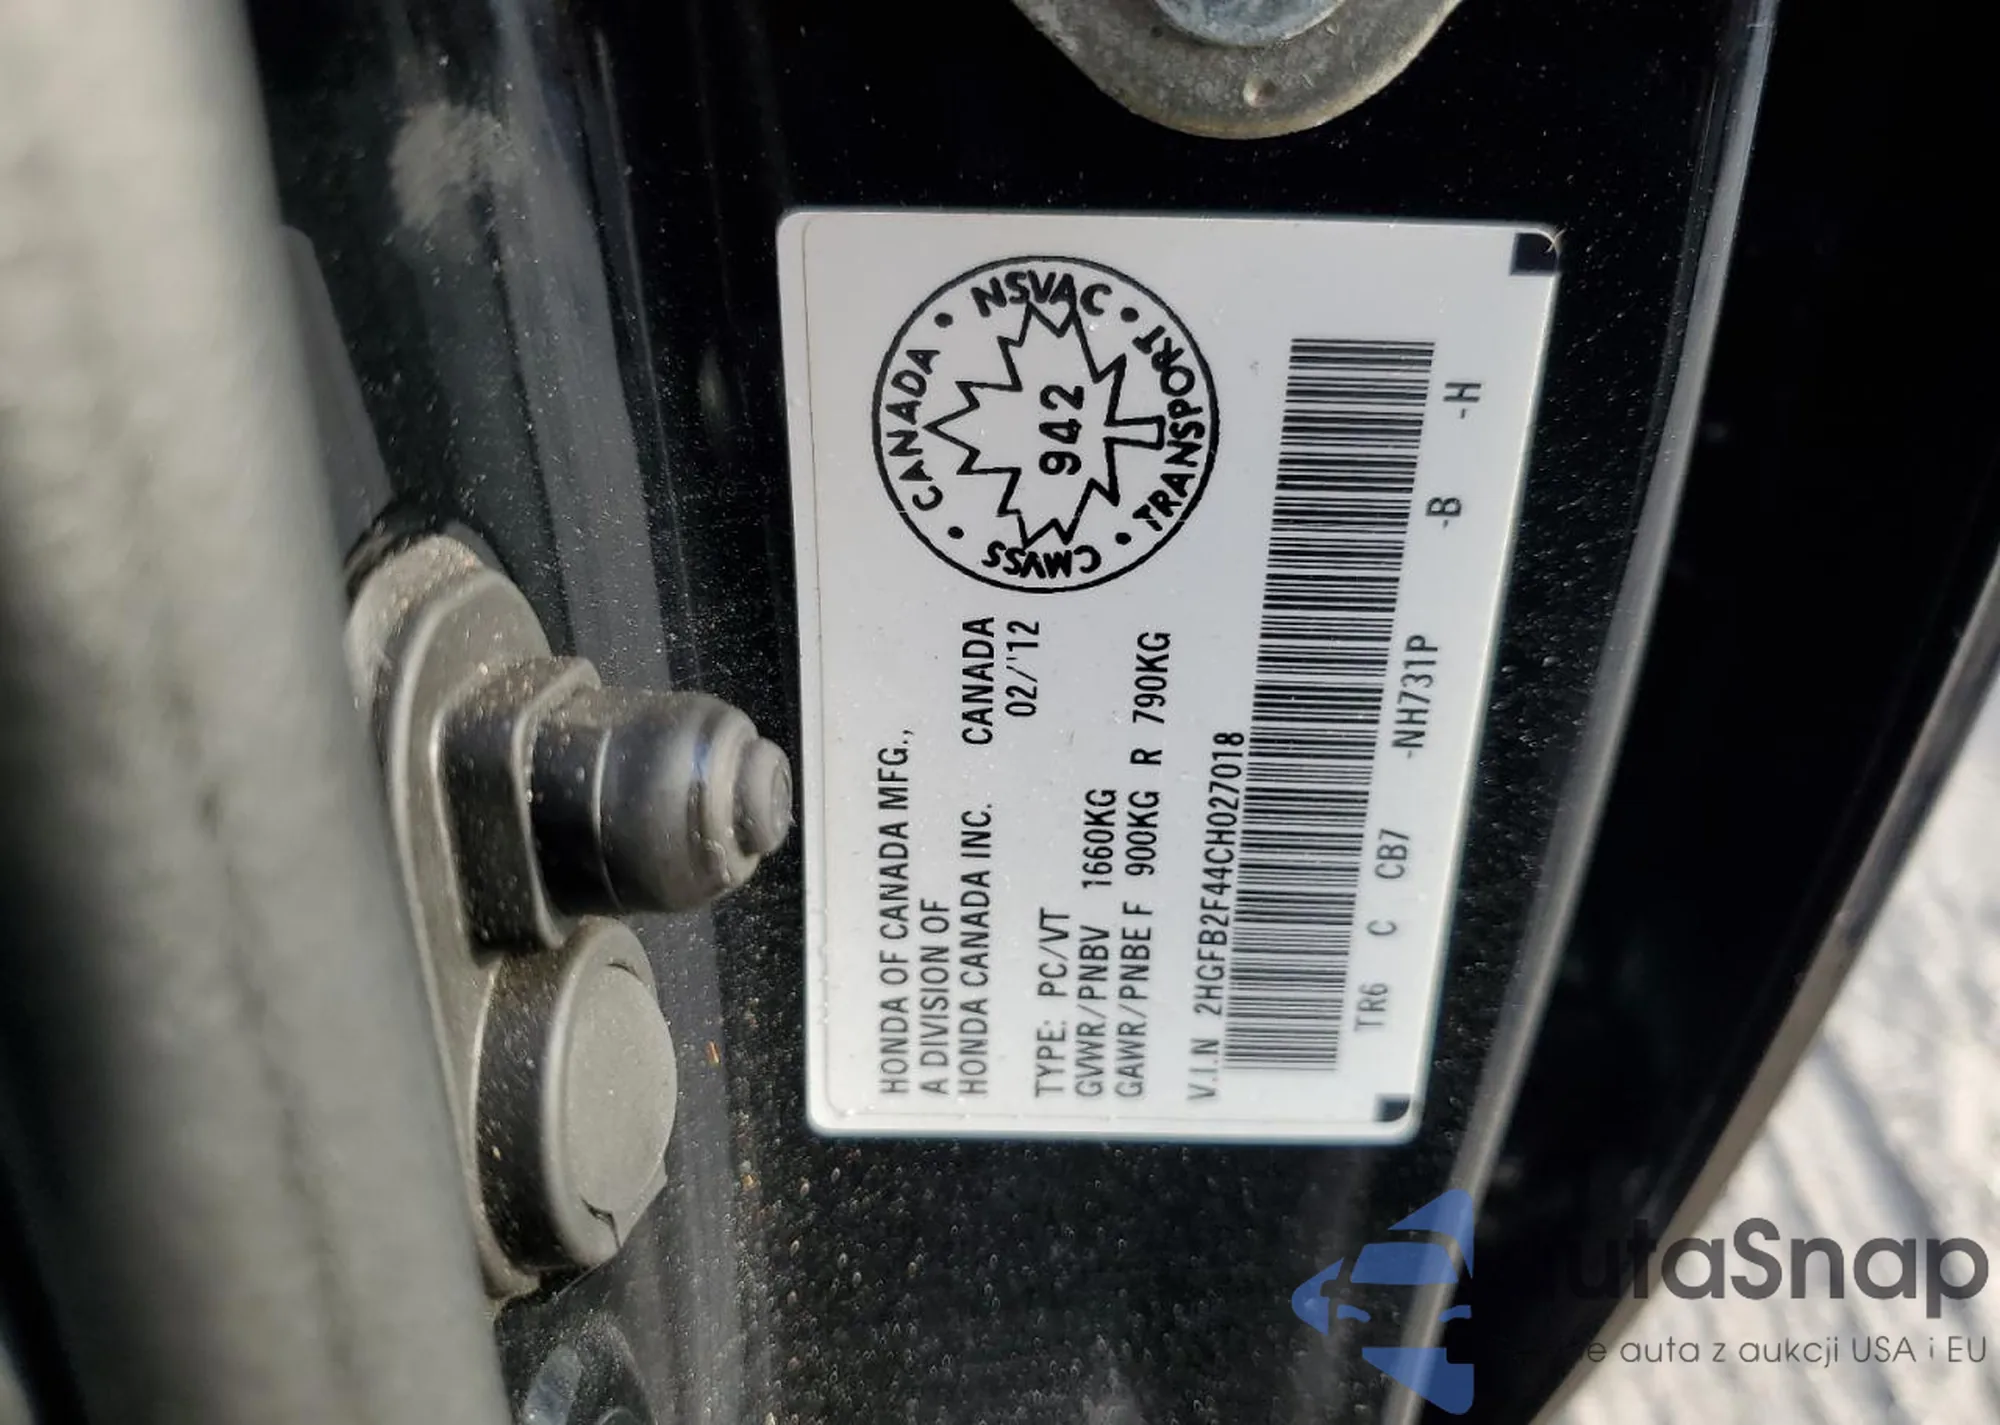 HONDA OF CANADA MFG.,
A DIVISION OF
HONDA CANADA INC. CANADA
02/'12
TYPE: PC/VT
GVWR/PNBV 1660KG
GAWR/PNBE F 900KG R 790KG
V.I.N 2HGFB2F44CH027018
TR6 C CB7 -NH731P -B -H
CANADA • NSVAC • TRANSPORT • CMVSS •
942
utaSnap
e auta z aukcji USA i EU